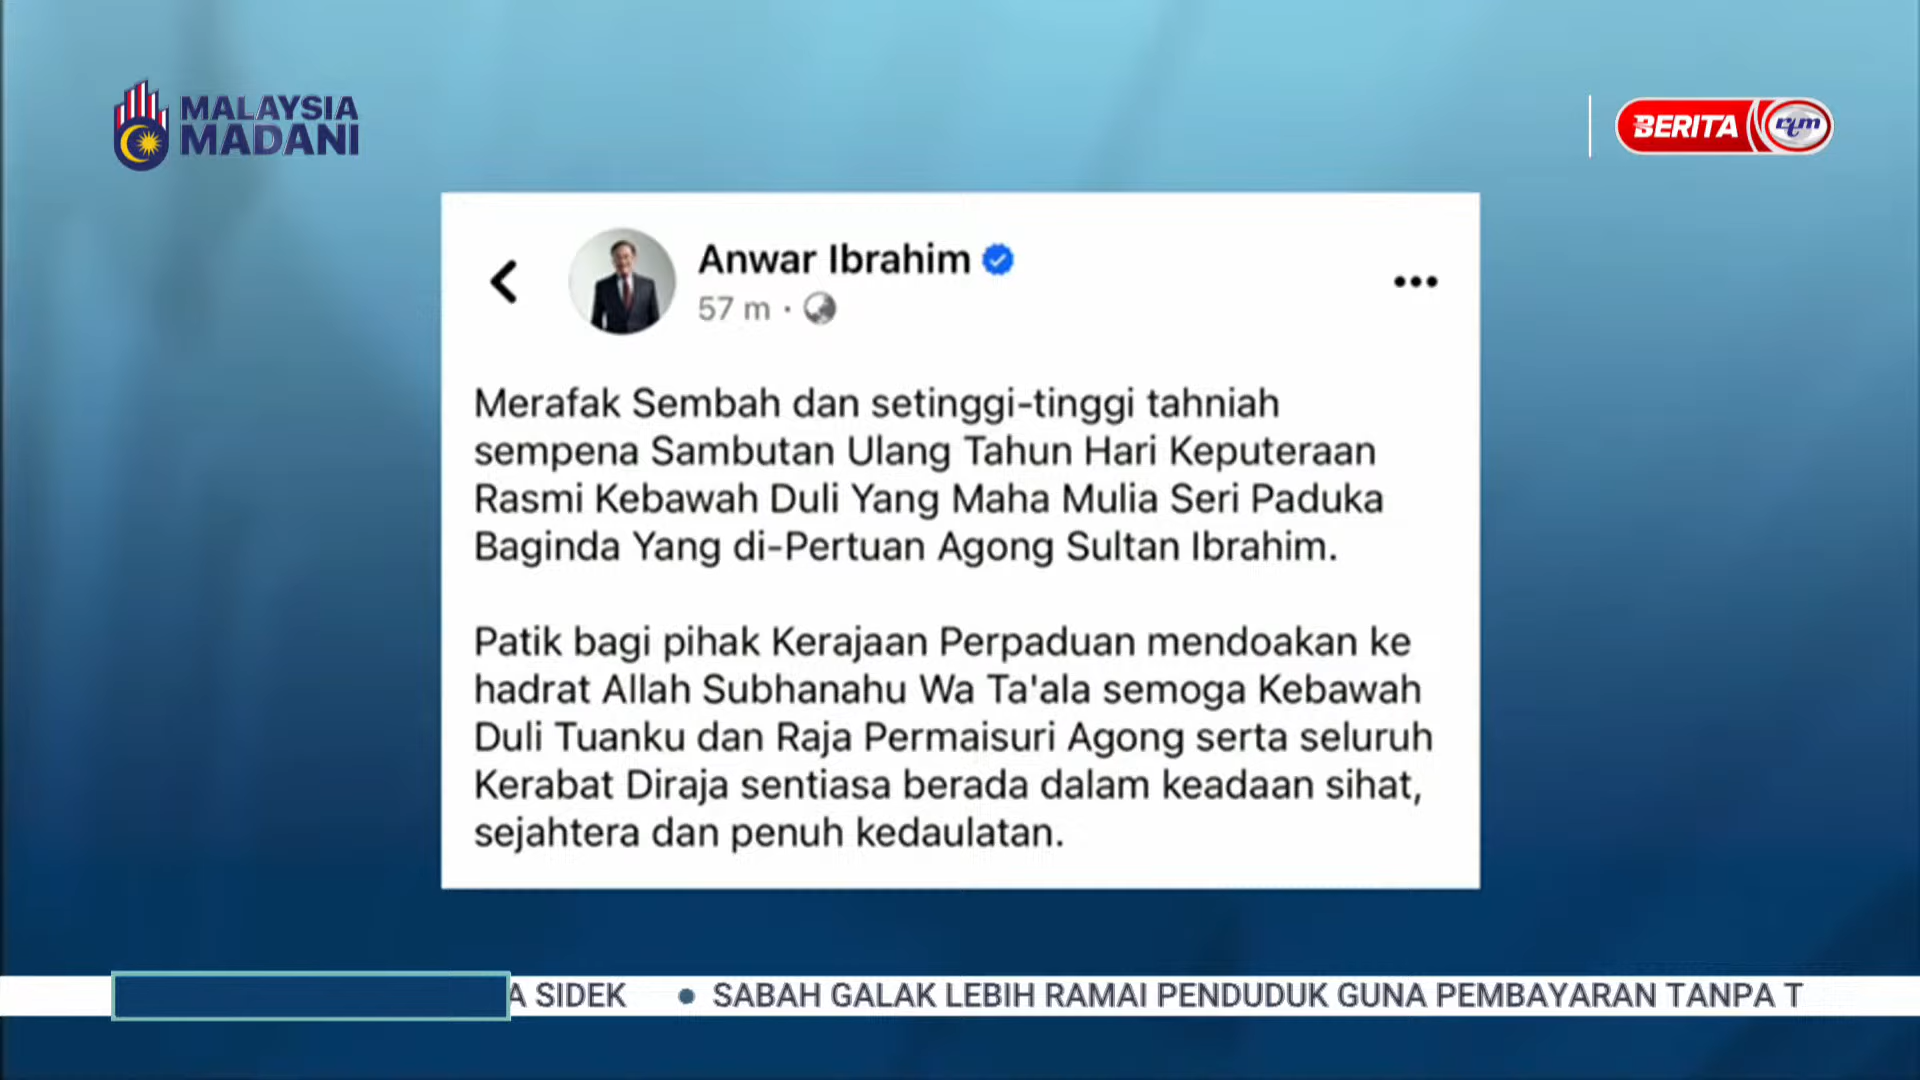 MALAYSIA
MADANI
BERITA rtm
Anwar Ibrahim
57 m ·
Merafak Sembah dan setinggi-tinggi tahniah
sempena Sambutan Ulang Tahun Hari Keputeraan
Rasmi Kebawah Duli Yang Maha Mulia Seri Paduka
Baginda Yang di-Pertuan Agong Sultan Ibrahim.
Patik bagi pihak Kerajaan Perpaduan mendoakan ke
hadrat Allah Subhanahu Wa Ta'ala semoga Kebawah
Duli Tuanku dan Raja Permaisuri Agong serta seluruh
Kerabat Diraja sentiasa berada dalam keadaan sihat,
sejahtera dan penuh kedaulatan.
A SIDEK • SABAH GALAK LEBIH RAMAI PENDUDUK GUNA PEMBAYARAN TANPA T